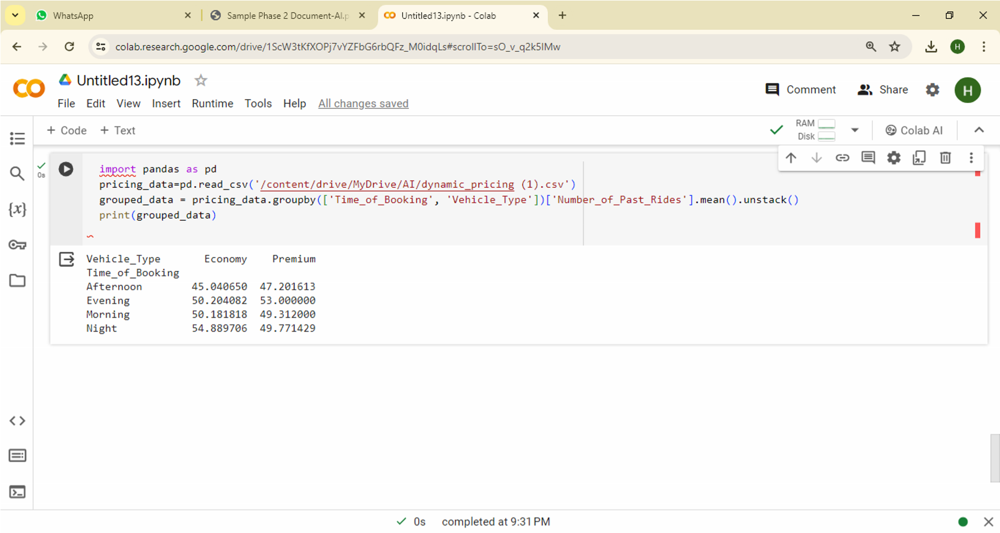 WhatsApp
Sample Phase 2 Document-AI.p
Untitled13.ipynb - Colab
colab.research.google.com/drive/1ScW3tKfXOPj7vYZFbG6rbQFz_M0idqLs#scrollTo=sO_v_q2k5IMw
H
Untitled13.ipynb
Comment
Share
H
File Edit View Insert Runtime Tools Help All changes saved
+ Code + Text
RAM
Disk
Colab AI
0s
import pandas as pd
pricing_data=pd.read_csv('/content/drive/MyDrive/AI/dynamic_pricing (1).csv')
grouped_data = pricing_data.groupby(['Time_of_Booking', 'Vehicle_Type'])['Number_of_Past_Rides'].mean().unstack()
print(grouped_data)
{x}
Vehicle_Type Economy Premium
Time_of_Booking
Afternoon 45.040650 47.201613
Evening 50.204082 53.000000
Morning 50.181818 49.312000
Night 54.889706 49.771429
0s completed at 9:31 PM